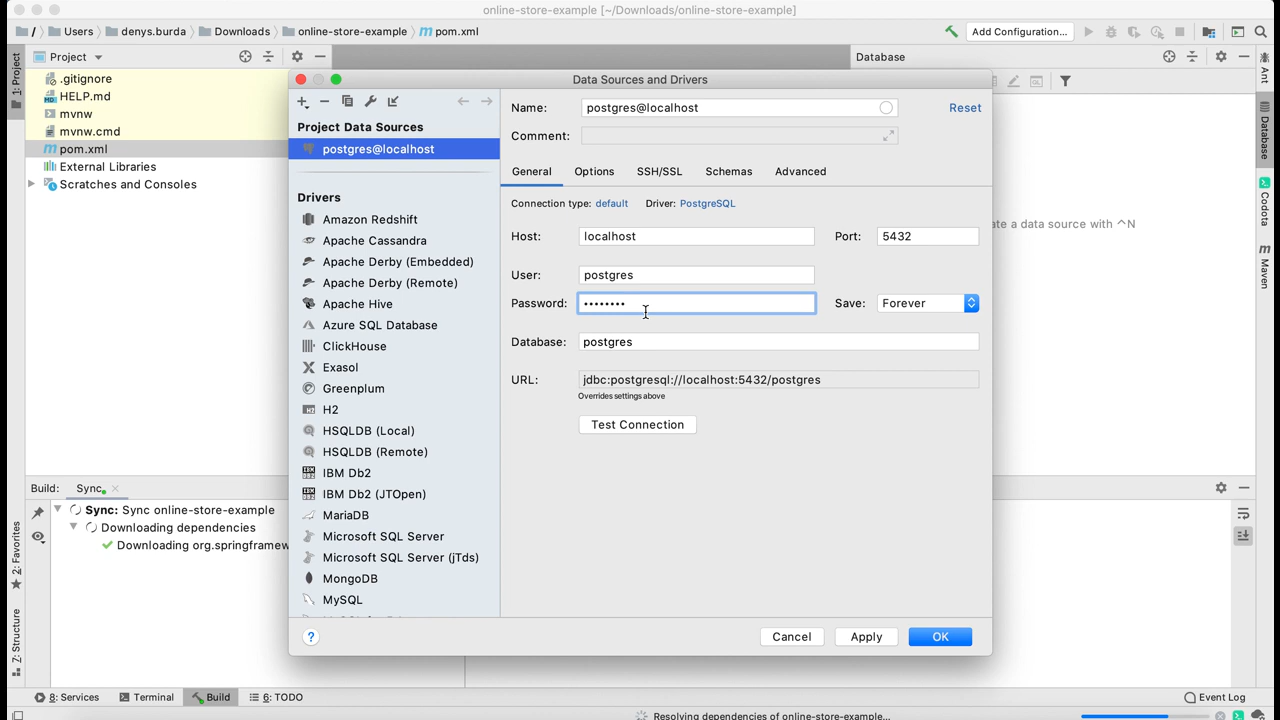 online-store-example [~/Downloads/online-store-example]
/ Users denys.burda Downloads online-store-example pom.xml
Add Configuration...
1: Project
Project
.gitignore
HELP.md
mvnw
mvnw.cmd
pom.xml
External Libraries
Scratches and Consoles
Database
ate a data source with ^N
Ant
Database
Codota
Maven
Data Sources and Drivers
Project Data Sources
postgres@localhost
Drivers
Amazon Redshift
Apache Cassandra
Apache Derby (Embedded)
Apache Derby (Remote)
Apache Hive
Azure SQL Database
ClickHouse
Exasol
Greenplum
H2
HSQLDB (Local)
HSQLDB (Remote)
IBM Db2
IBM Db2 (JTOpen)
MariaDB
Microsoft SQL Server
Microsoft SQL Server (jTds)
MongoDB
MySQL
Name: postgres@localhost
Reset
Comment:
General Options SSH/SSL Schemas Advanced
Connection type: default Driver: PostgreSQL
Host: localhost Port: 5432
User: postgres
Password: •••••••• Save: Forever
Database: postgres
URL: jdbc:postgresql://localhost:5432/postgres
Overrides settings above
Test Connection
? Cancel Apply OK
Build: Sync
Sync: Sync online-store-example
Downloading dependencies
Downloading org.springframew
2: Favorites
7: Structure
8: Services Terminal Build 6: TODO Event Log
Resolving dependencies of online-store-example...